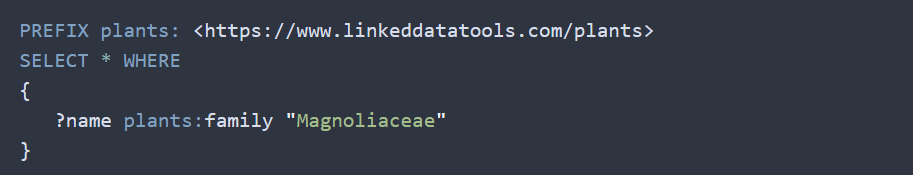 PREFIX plants: <https://www.linkeddatatools.com/plants>
SELECT * WHERE
{
?name plants:family "Magnoliaceae"
}